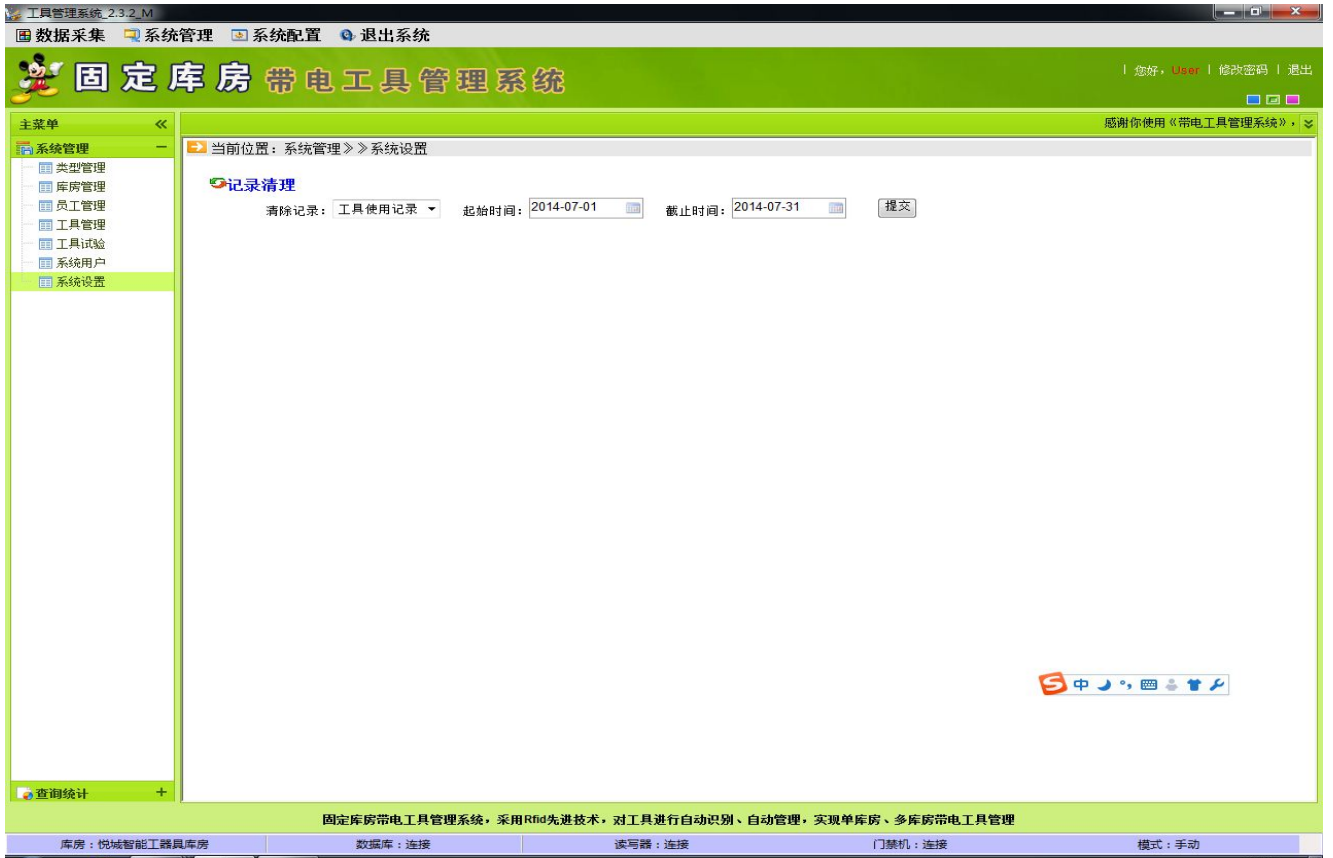 工具管理系统_2.3.2_M
数据采集 系统管理 系统配置 退出系统
固定库房带电工具管理系统
| 您好，User | 修改密码 | 退出
主菜单
感谢你使用《带电工具管理系统》，
系统管理
当前位置：系统管理》》系统设置
类型管理
库房管理
员工管理
工具管理
工具试验
系统用户
系统设置
记录清理
清除记录： 工具使用记录 起始时间： 2014-07-01 截止时间： 2014-07-31 提交
中
查询统计
固定库房带电工具管理系统，采用Rfid先进技术，对工具进行自动识别、自动管理，实现单库房、多库房带电工具管理
库房：悦城智能工器具库房 数据库：连接 读写器：连接 门禁机：连接 模式：手动